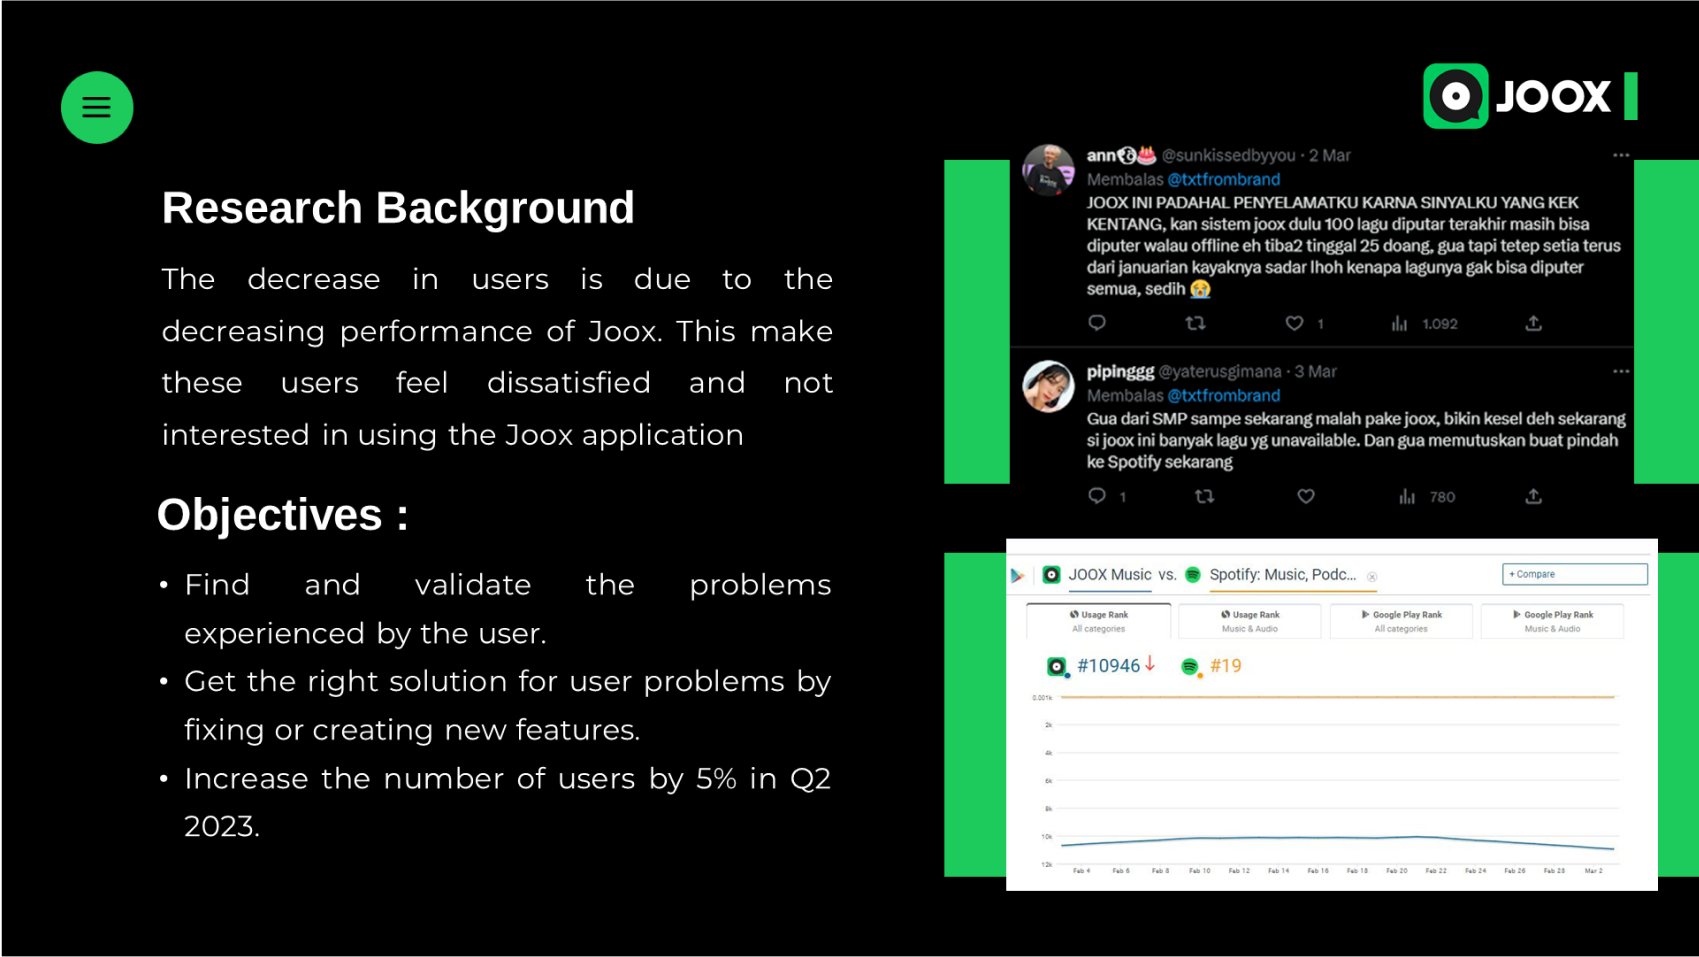 JOOX
Research Background
The decrease in users is due to the
decreasing performance of Joox. This make
these users feel dissatisfied and not
interested in using the Joox application
Objectives :
• Find and validate the problems
experienced by the user.
• Get the right solution for user problems by
fixing or creating new features.
• Increase the number of users by 5% in Q2
2023.
ann @sunkissedbyyou · 2 Mar
Membalas @txtfrombrand
JOOX INI PADAHAL PENYELAMATKU KARNA SINYALKU YANG KEK
KENTANG, kan sistem joox dulu 100 lagu diputar terakhir masih bisa
diputer walau offline eh tiba2 tinggal 25 doang, gua tapi tetep setia terus
dari januarian kayaknya sadar lhoh kenapa lagunya gak bisa diputer
semua, sedih 😭
1 1.092
pipinggg @yaterusgimana · 3 Mar
Membalas @txtfrombrand
Gua dari SMP sampe sekarang malah pake joox, bikin kesel deh sekarang
si joox ini banyak lagu yg unavailable. Dan gua memutuskan buat pindah
ke Spotify sekarang
1 780
JOOX Music vs. Spotify: Music, Podc...
+ Compare
Usage Rank Usage Rank Google Play Rank Google Play Rank
All categories Music & Audio All categories Music & Audio
#10946 #19
0.001k
2k
4k
6k
8k
10k
12k
Feb 4 Feb 6 Feb 8 Feb 10 Feb 12 Feb 14 Feb 16 Feb 18 Feb 20 Feb 22 Feb 24 Feb 26 Feb 28 Mar 2